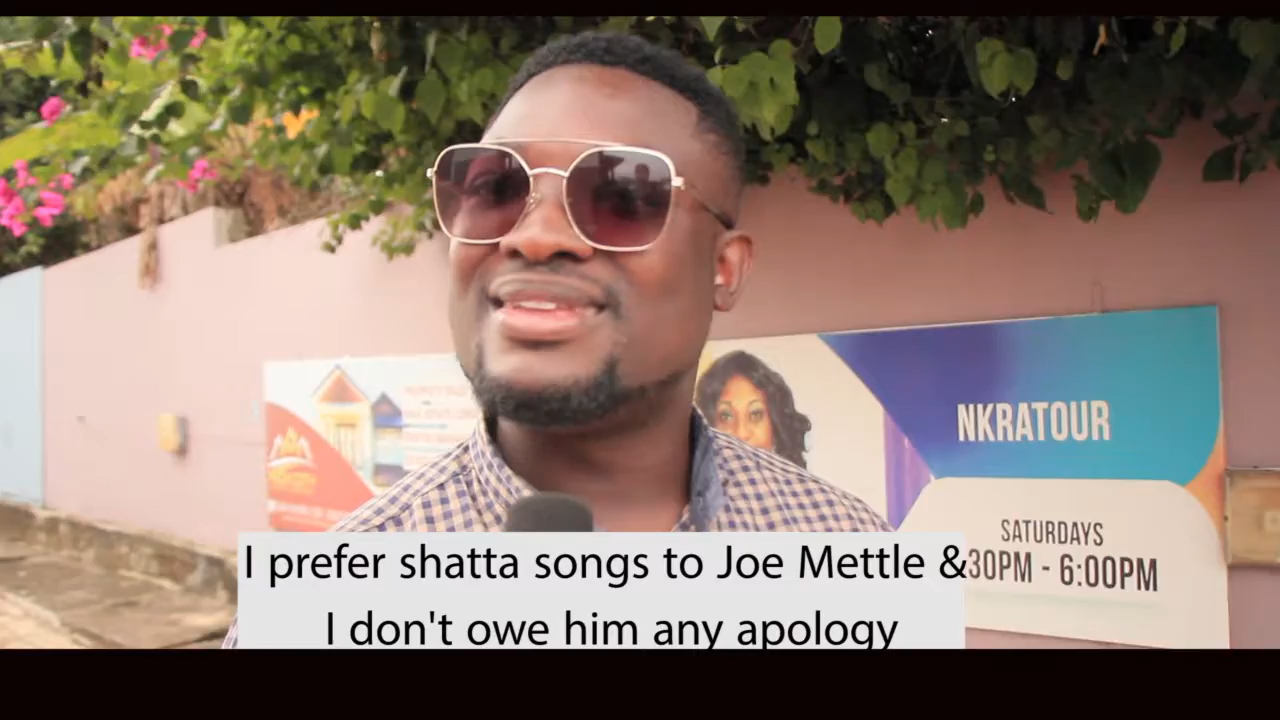 NKRATOUR
SATURDAYS
30PM - 6:00PM
I prefer shatta songs to Joe Mettle &
I don't owe him any apology